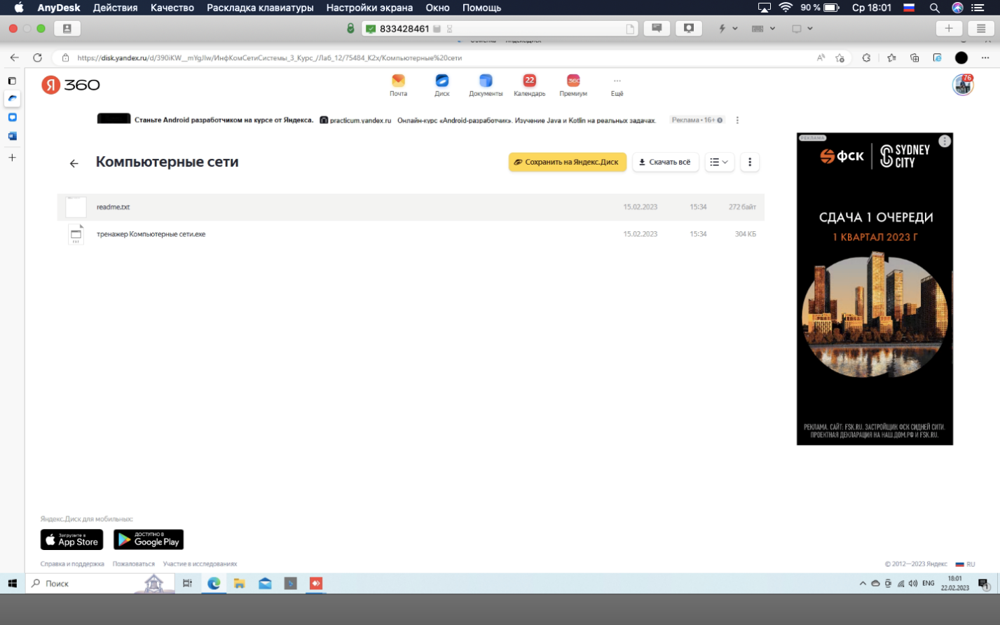 AnyDesk Действия Качество Раскладка клавиатуры Настройки экрана Окно Помощь 90 % Ср 18:01
833428461
https://disk.yandex.ru/d/390iKW__mYgJlw/ИнфКомСетиСистемы_3_Курс_/Лаб_12/75484_K2x/Компьютерные%20сети
Я 360
22
360
76
Почта Диск Документы Календарь Премиум Ещё
Станьте Android разработчиком на курсе от Яндекса. practicum.yandex.ru Онлайн-курс «Android-разработчик». Изучение Java и Kotlin на реальных задачах. Реклама • 16+
РЕКЛАМА
ФСК SYDNEY CITY
Компьютерные сети
Сохранить на Яндекс.Диск Скачать всё
readme.txt 15.02.2023 15:34 272 байт
тренажер Компьютерные сети.exe 15.02.2023 15:34 304 КБ
TXT
СДАЧА 1 ОЧЕРЕДИ
1 КВАРТАЛ 2023 Г
РЕКЛАМА. САЙТ: FSK.RU. ЗАСТРОЙЩИК ФСК СИДНЕЙ СИТИ.
ПРОЕКТНАЯ ДЕКЛАРАЦИЯ НА НАШ.ДОМ.РФ И FSK.RU.
Яндекс.Диск для мобильных:
Загрузите в
App Store
ДОСТУПНО В
Google Play
Справка и поддержка Пожаловаться Участие в исследованиях
© 2012—2023 Яндекс RU
Поиск
ENG
18:01
22.02.2023
1